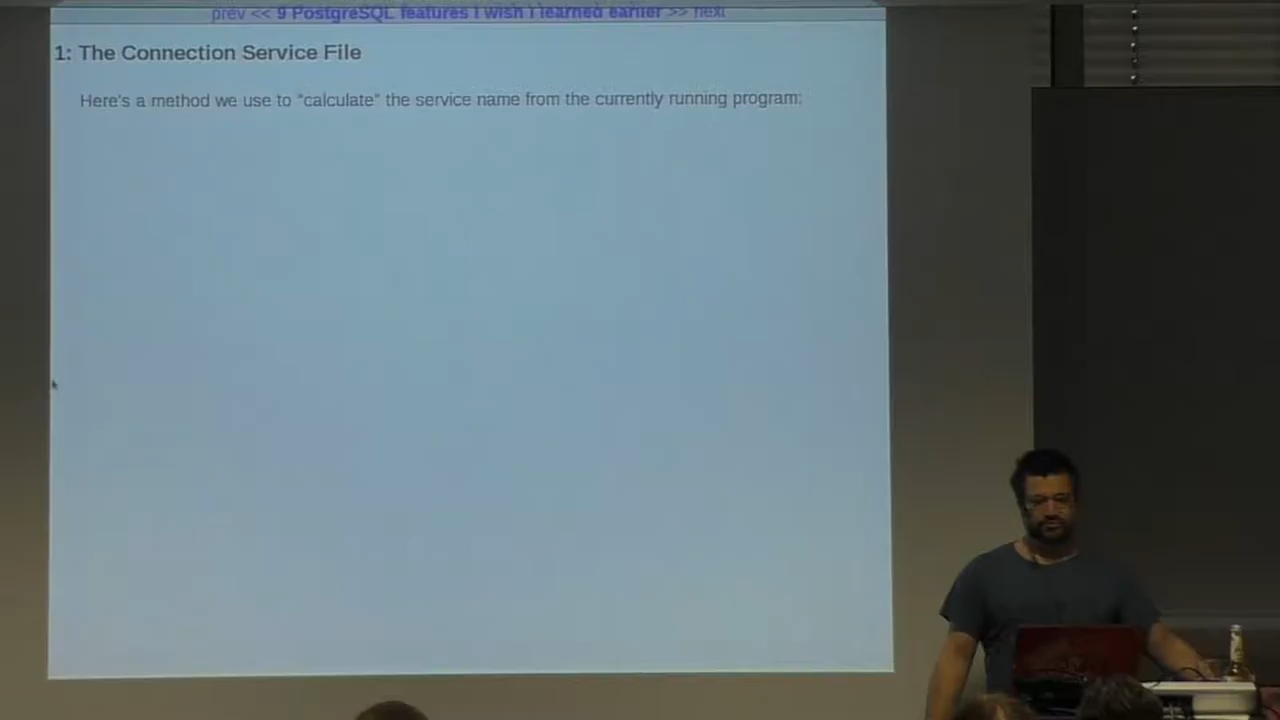 prev << 9 PostgreSQL features I wish I learned earlier >> next
1: The Connection Service File
Here's a method we use to "calculate" the service name from the currently running program: